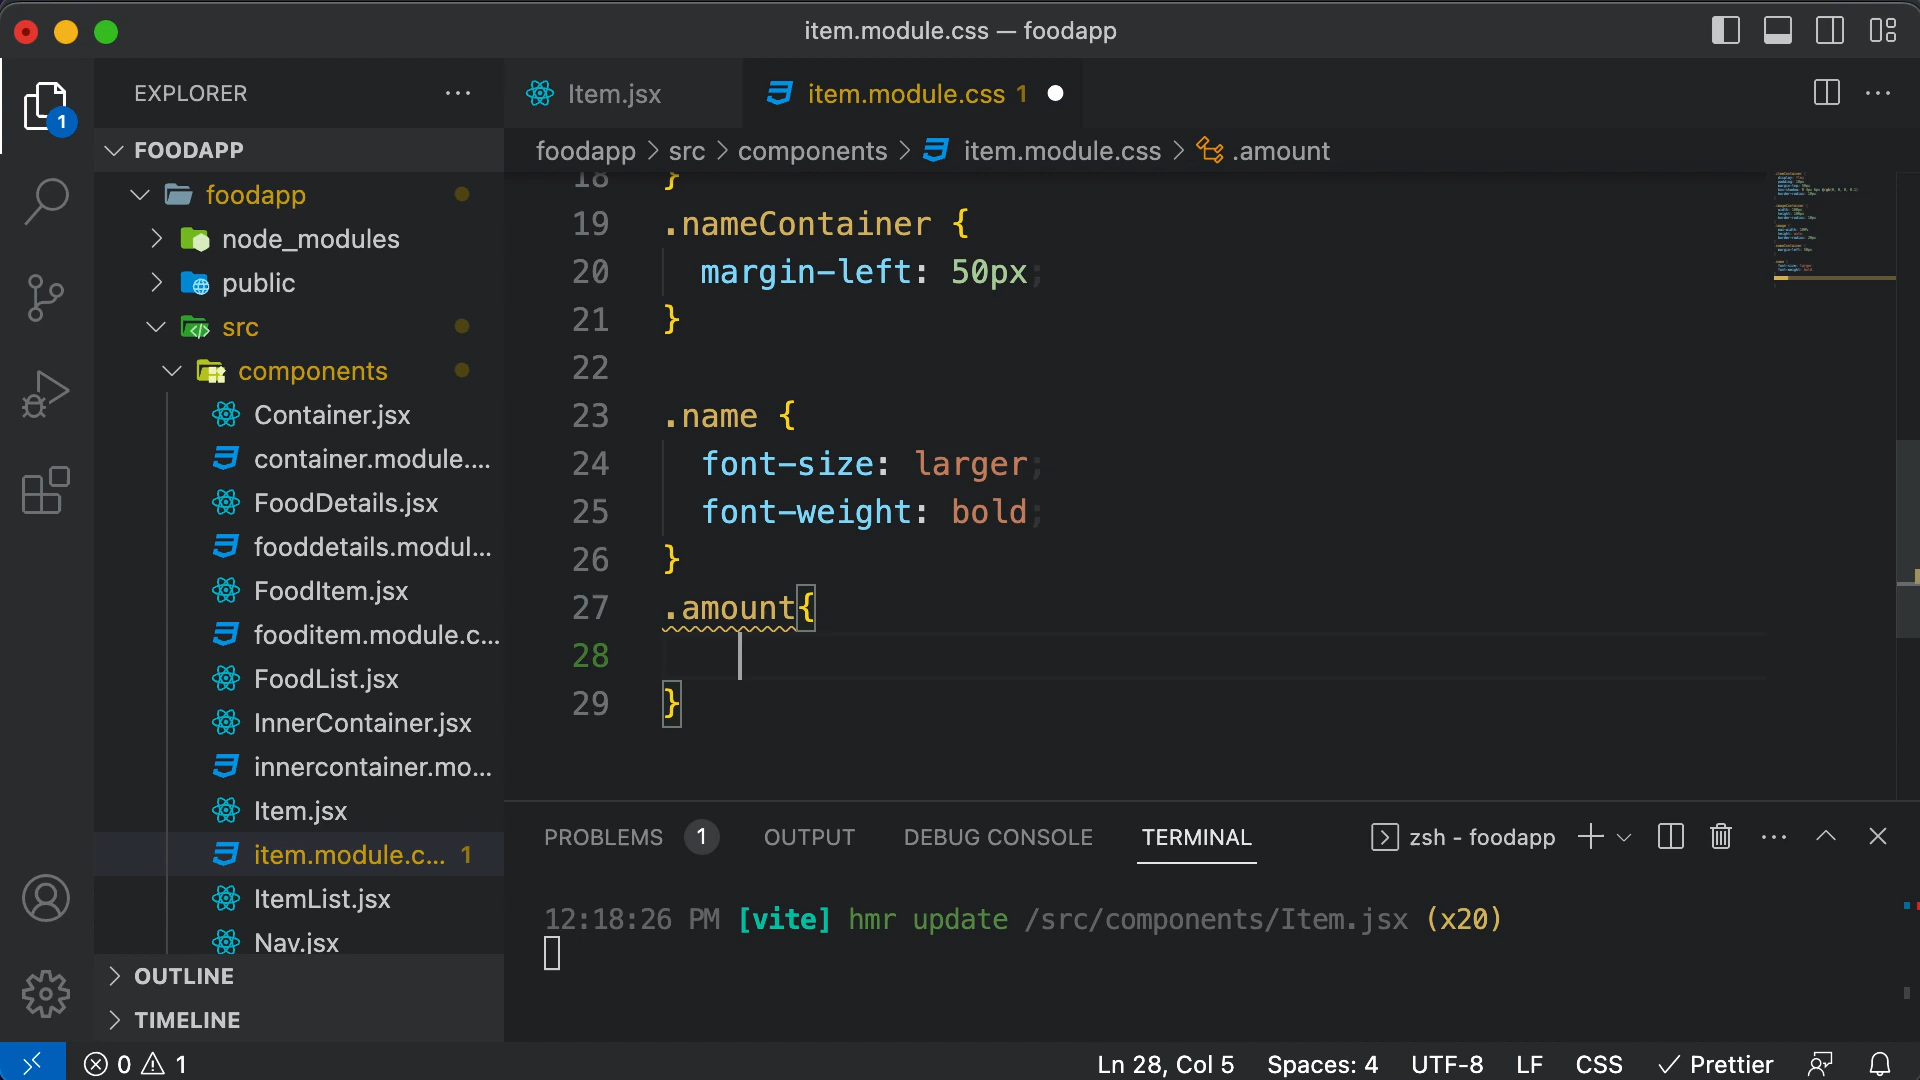 item.module.css — foodapp
EXPLORER
Item.jsx
item.module.css 1
1
FOODAPP
foodapp > src > components > item.module.css > .amount
foodapp
node_modules
public
src
components
Container.jsx
container.module....
FoodDetails.jsx
fooddetails.modul...
FoodItem.jsx
fooditem.module.c...
FoodList.jsx
InnerContainer.jsx
innercontainer.mo...
Item.jsx
item.module.c... 1
ItemList.jsx
Nav.jsx
OUTLINE
TIMELINE
18 }
19 .nameContainer {
20 margin-left: 50px;
21 }
22
23 .name {
24 font-size: larger;
25 font-weight: bold;
26 }
27 .amount{
28
29 }
PROBLEMS 1 OUTPUT DEBUG CONSOLE TERMINAL zsh - foodapp
12:18:26 PM [vite] hmr update /src/components/Item.jsx (x20)
0 1 Ln 28, Col 5 Spaces: 4 UTF-8 LF CSS Prettier